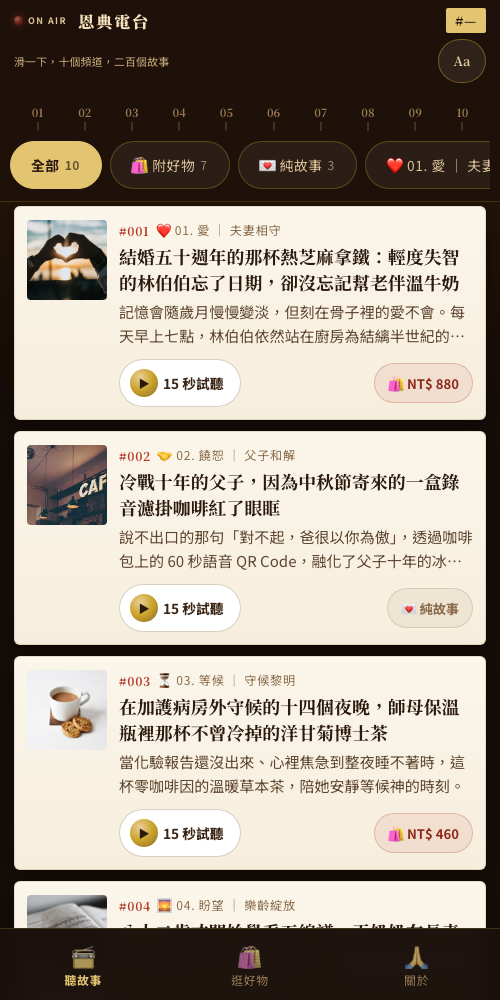 ON AIR 恩典電台
#—
滑一下，十個頻道，二百個故事
Aa
01 02 03 04 05 06 07 08 09 10
全部 10
附好物 7
純故事 3
01. 愛 ｜ 夫妻
#001 01. 愛 ｜ 夫妻相守
結婚五十週年的那杯熱芝麻拿鐵：輕度失智
的林伯伯忘了日期，卻沒忘記幫老伴溫牛奶
記憶會隨歲月慢慢變淡，但刻在骨子裡的愛不會。每
天早上七點，林伯伯依然站在廚房為結縭半世紀的…
15 秒試聽
NT$ 880
#002 02. 饒恕 ｜ 父子和解
CAF
冷戰十年的父子，因為中秋節寄來的一盒錄
音濾掛咖啡紅了眼眶
說不出口的那句「對不起，爸很以你為傲」，透過咖啡
包上的 60 秒語音 QR Code，融化了父子十年的冰…
15 秒試聽
純故事
#003 03. 等候 ｜ 守候黎明
在加護病房外守候的十四個夜晚，師母保溫
瓶裡那杯不曾冷掉的洋甘菊博士茶
當化驗報告還沒出來、心裡焦急到整夜睡不著時，這
杯零咖啡因的溫暖草本茶，陪她安靜等候神的時刻。
15 秒試聽
NT$ 460
#004 04. 盼望 ｜ 樂齡綻放
聽故事
逛好物
關於